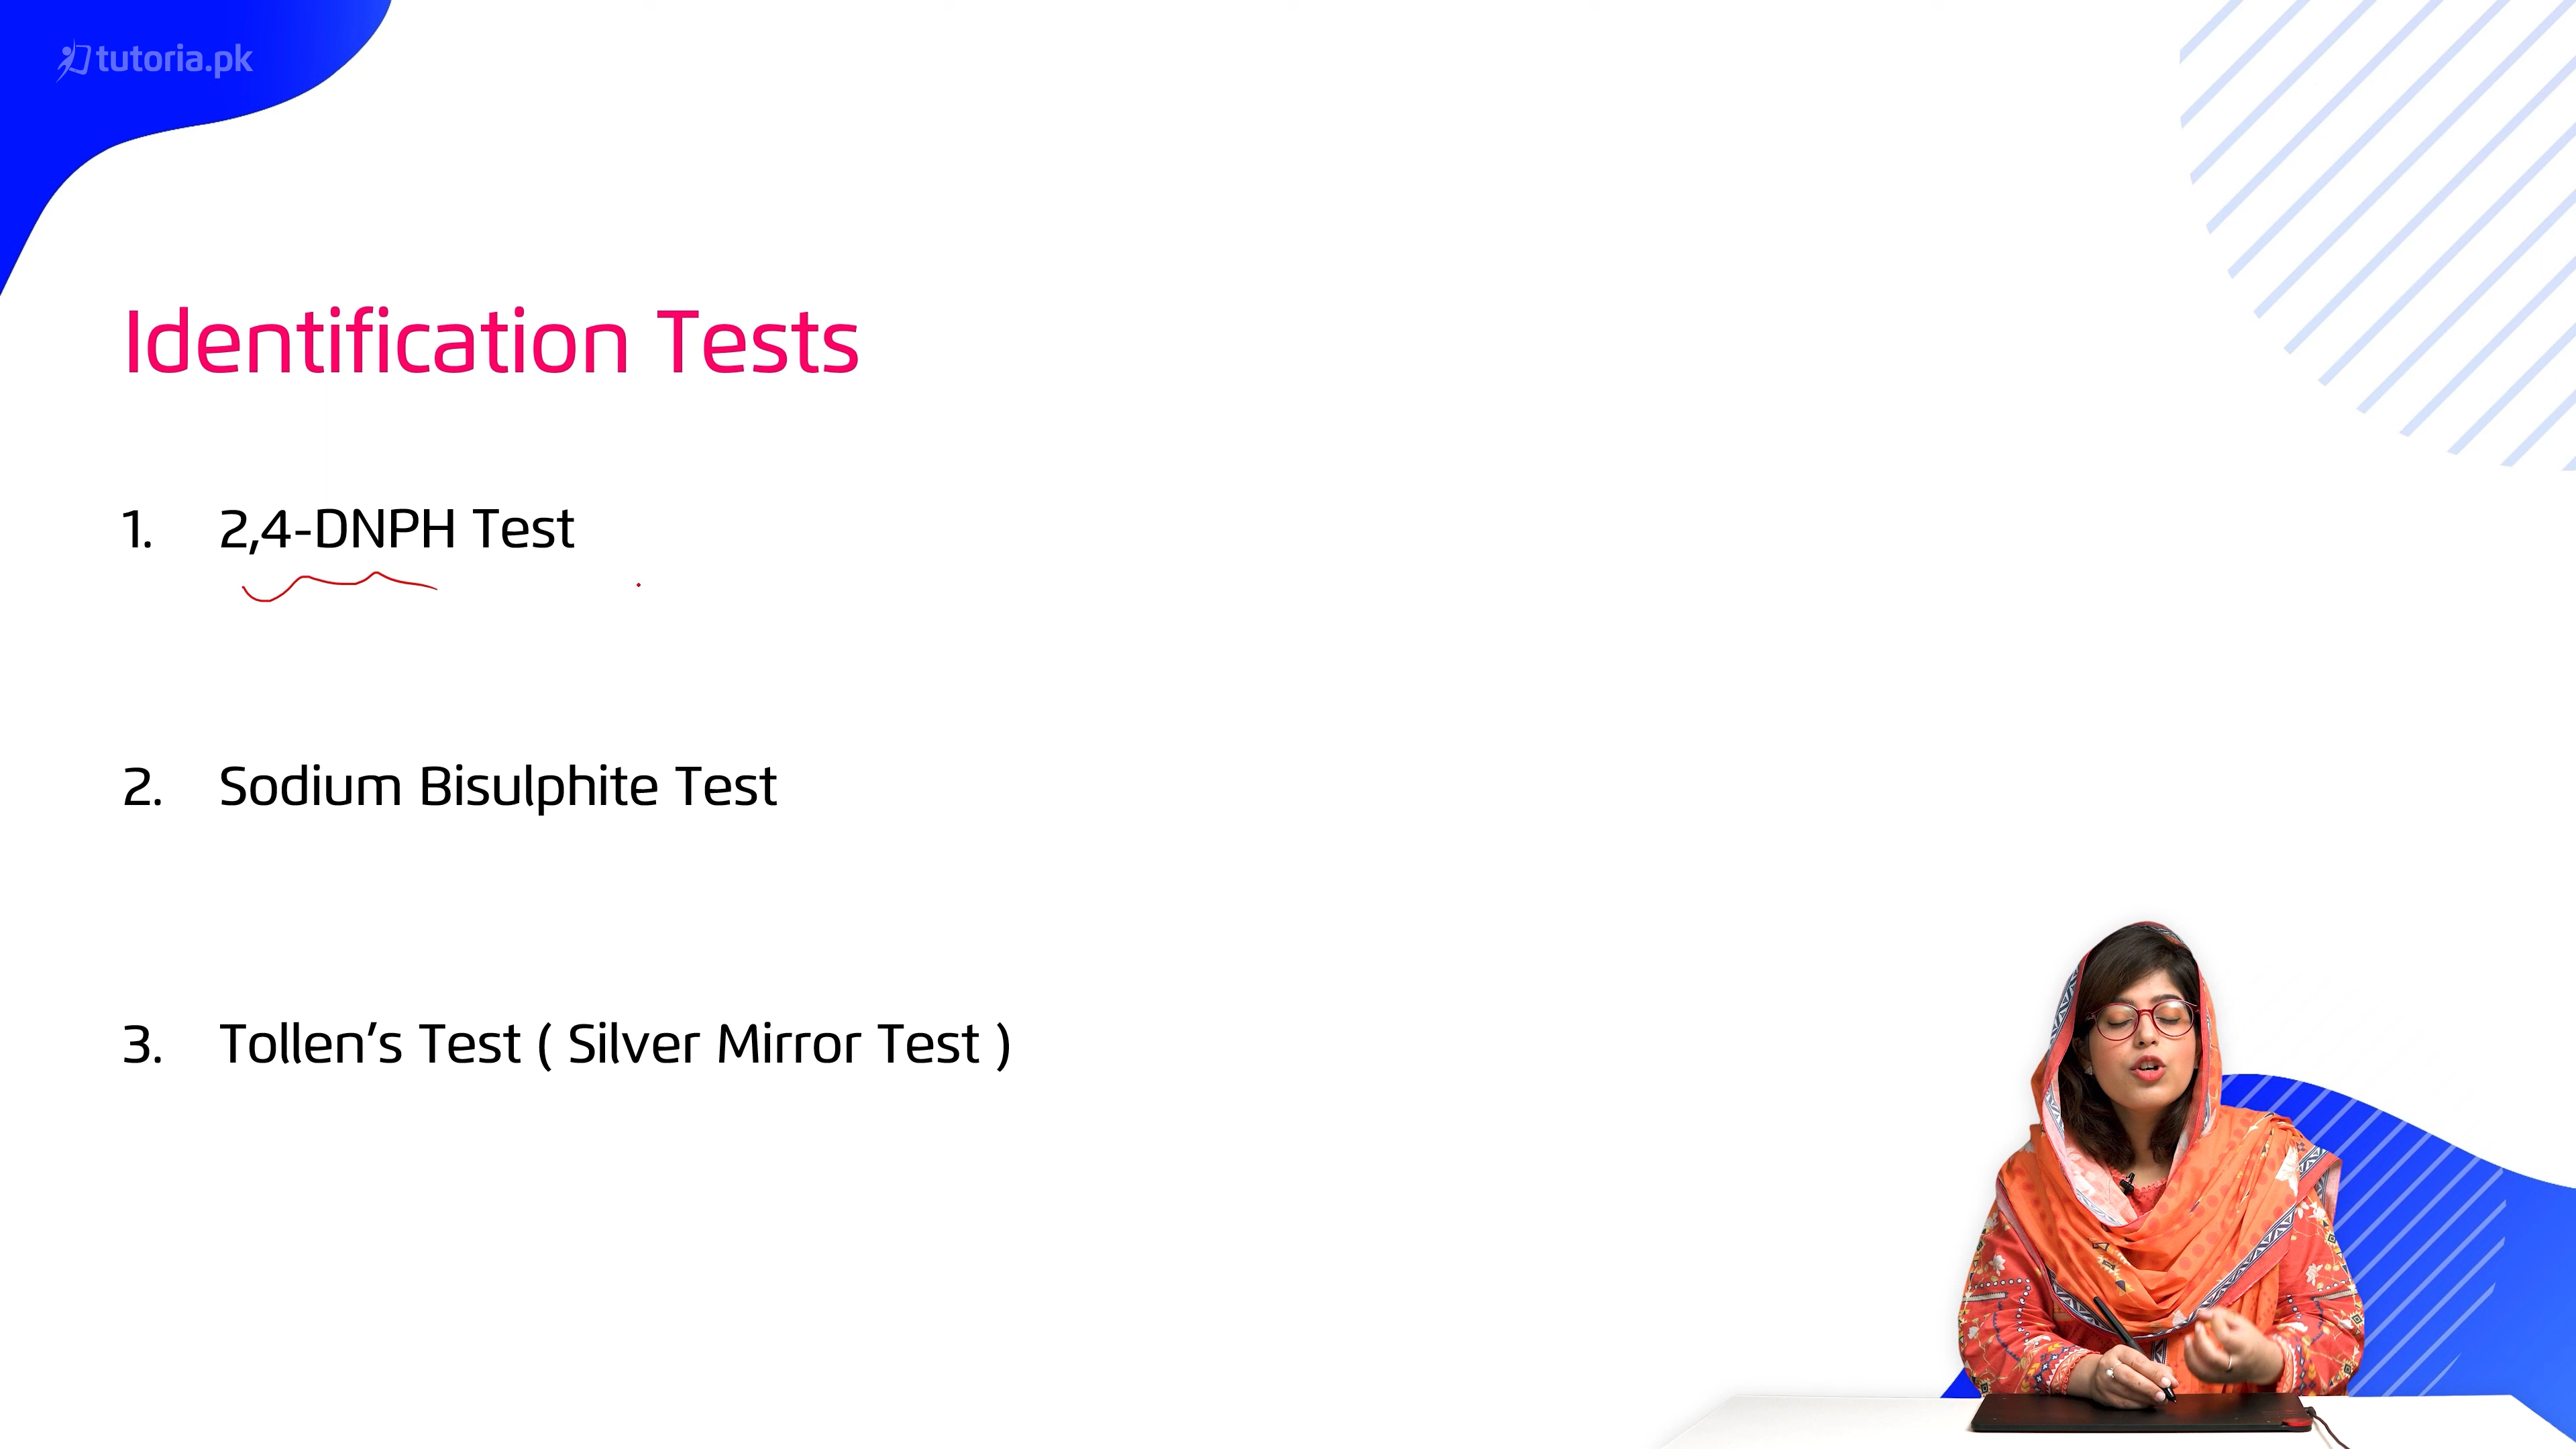 tutoria.pk
Identification Tests
1. 2,4-DNPH Test
2. Sodium Bisulphite Test
3. Tollen’s Test ( Silver Mirror Test )